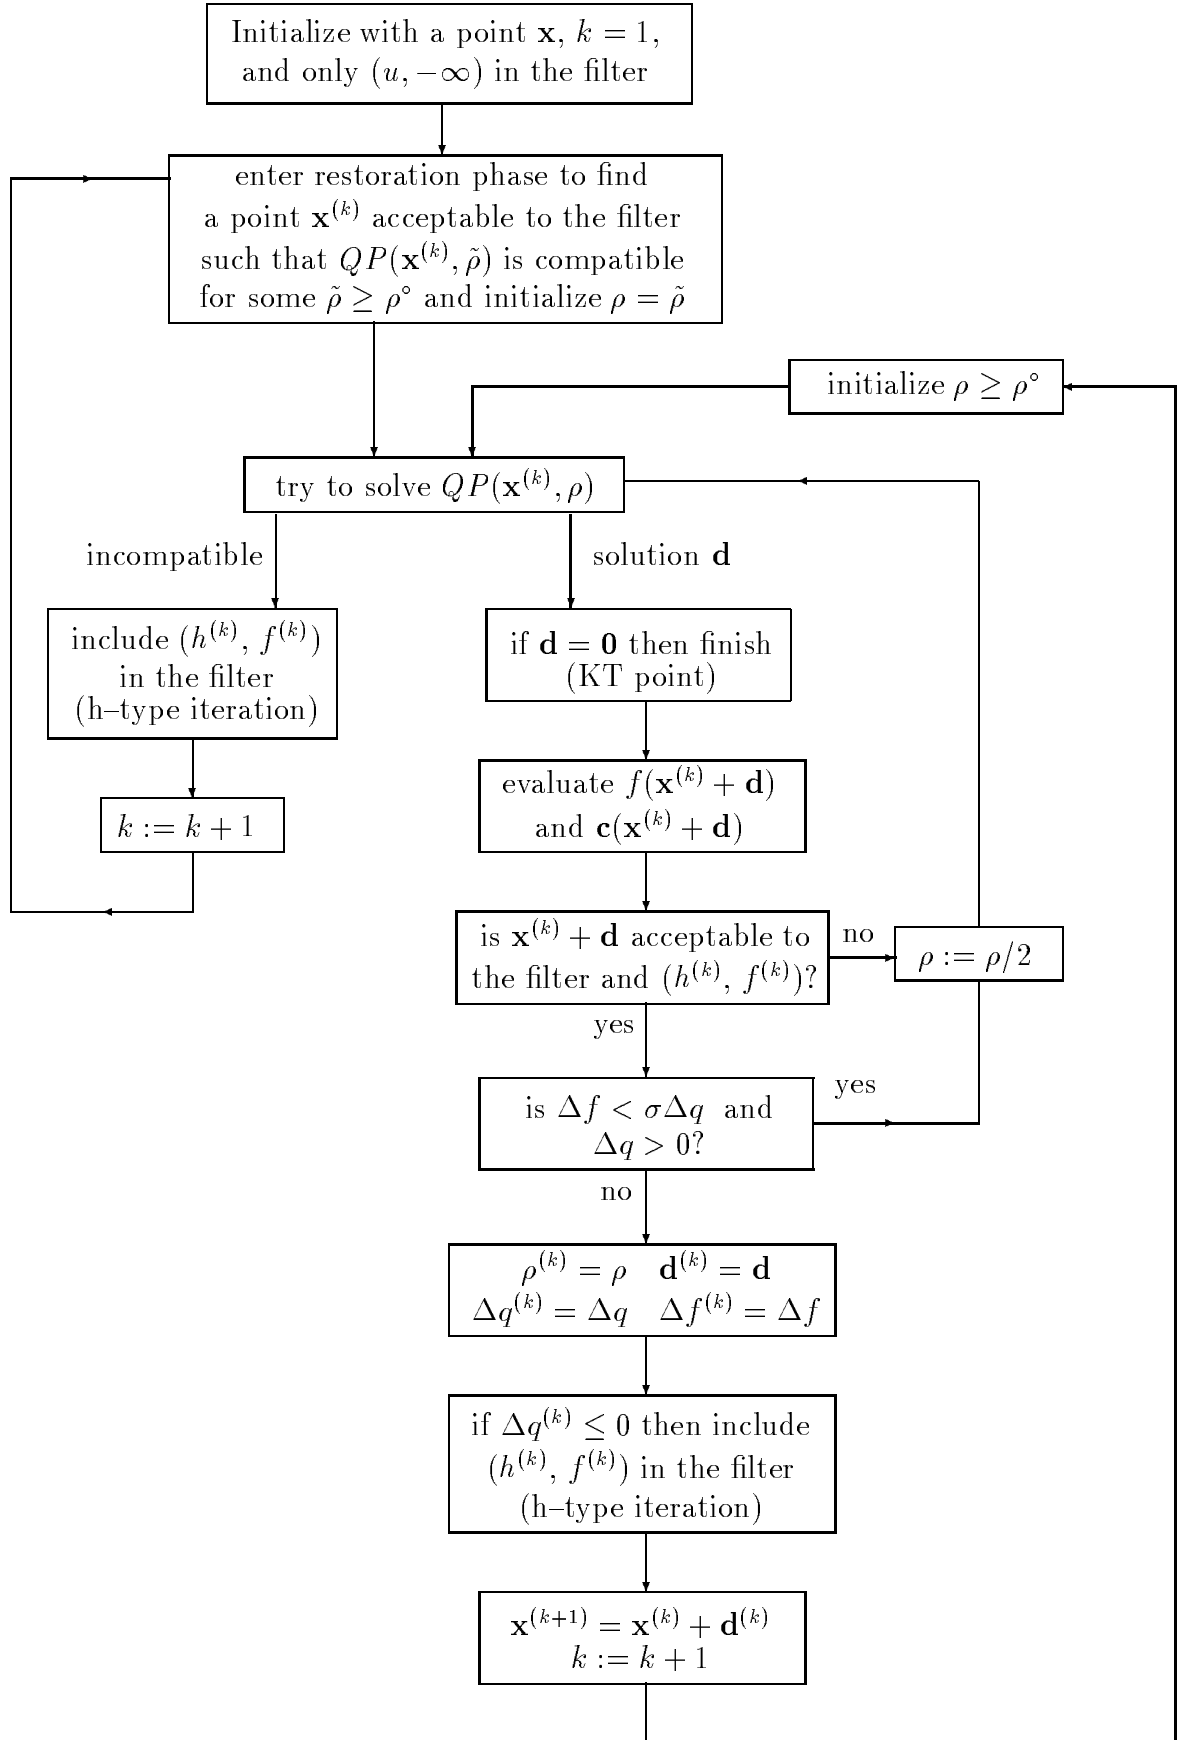 Initialize with a point x, k = 1,
and only (u, −∞) in the filter
enter restoration phase to find
a point x^(k) acceptable to the filter
such that QP(x^(k), ρ̃) is compatible
for some ρ̃ ≥ ρ° and initialize ρ = ρ̃
initialize ρ ≥ ρ°
try to solve QP(x^(k), ρ)
incompatible
solution d
include (h^(k), f^(k))
in the filter
(h–type iteration)
k := k + 1
if d = 0 then finish
(KT point)
evaluate f(x^(k) + d)
and c(x^(k) + d)
is x^(k) + d acceptable to
the filter and (h^(k), f^(k))?
no
ρ := ρ/2
yes
is Δf < σΔq and
Δq > 0?
yes
no
ρ^(k) = ρ d^(k) = d
Δq^(k) = Δq Δf^(k) = Δf
if Δq^(k) ≤ 0 then include
(h^(k), f^(k)) in the filter
(h–type iteration)
x^(k+1) = x^(k) + d^(k)
k := k + 1